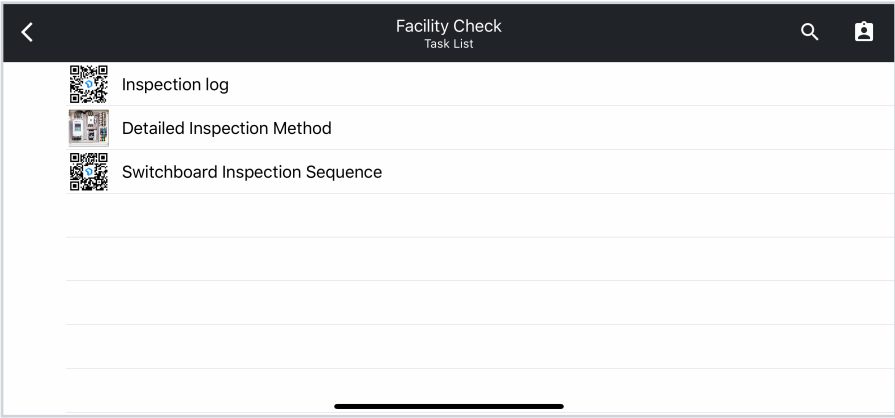 Facility Check
Task List
Inspection log
Detailed Inspection Method
Switchboard Inspection Sequence